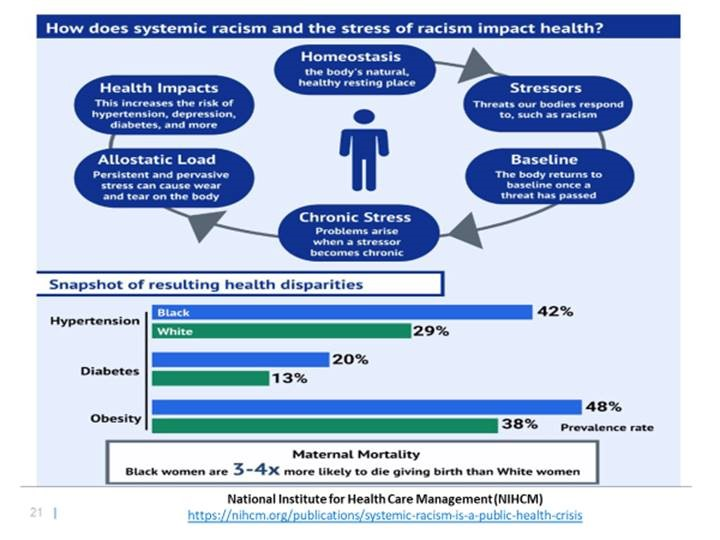 How does systemic racism and the stress of racism impact health?
Homeostasis
the body's natural,
healthy resting place
Stressors
Threats our bodies respond
to, such as racism
Baseline
The body returns to
baseline once a
threat has passed
Chronic Stress
Problems arise
when a stressor
becomes chronic
Allostatic Load
Persistent and pervasive
stress can cause wear
and tear on the body
Health Impacts
This increases the risk of
hypertension, depression,
diabetes, and more
Snapshot of resulting health disparities
Hypertension
Black 42%
White 29%
Diabetes
20%
13%
Obesity
48%
38%
Prevalence rate
Maternal Mortality
Black women are 3-4x more likely to die giving birth than White women
National Institute for Health Care Management (NIHCM)
https://nihcm.org/publications/systemic-racism-is-a-public-health-crisis
21 |